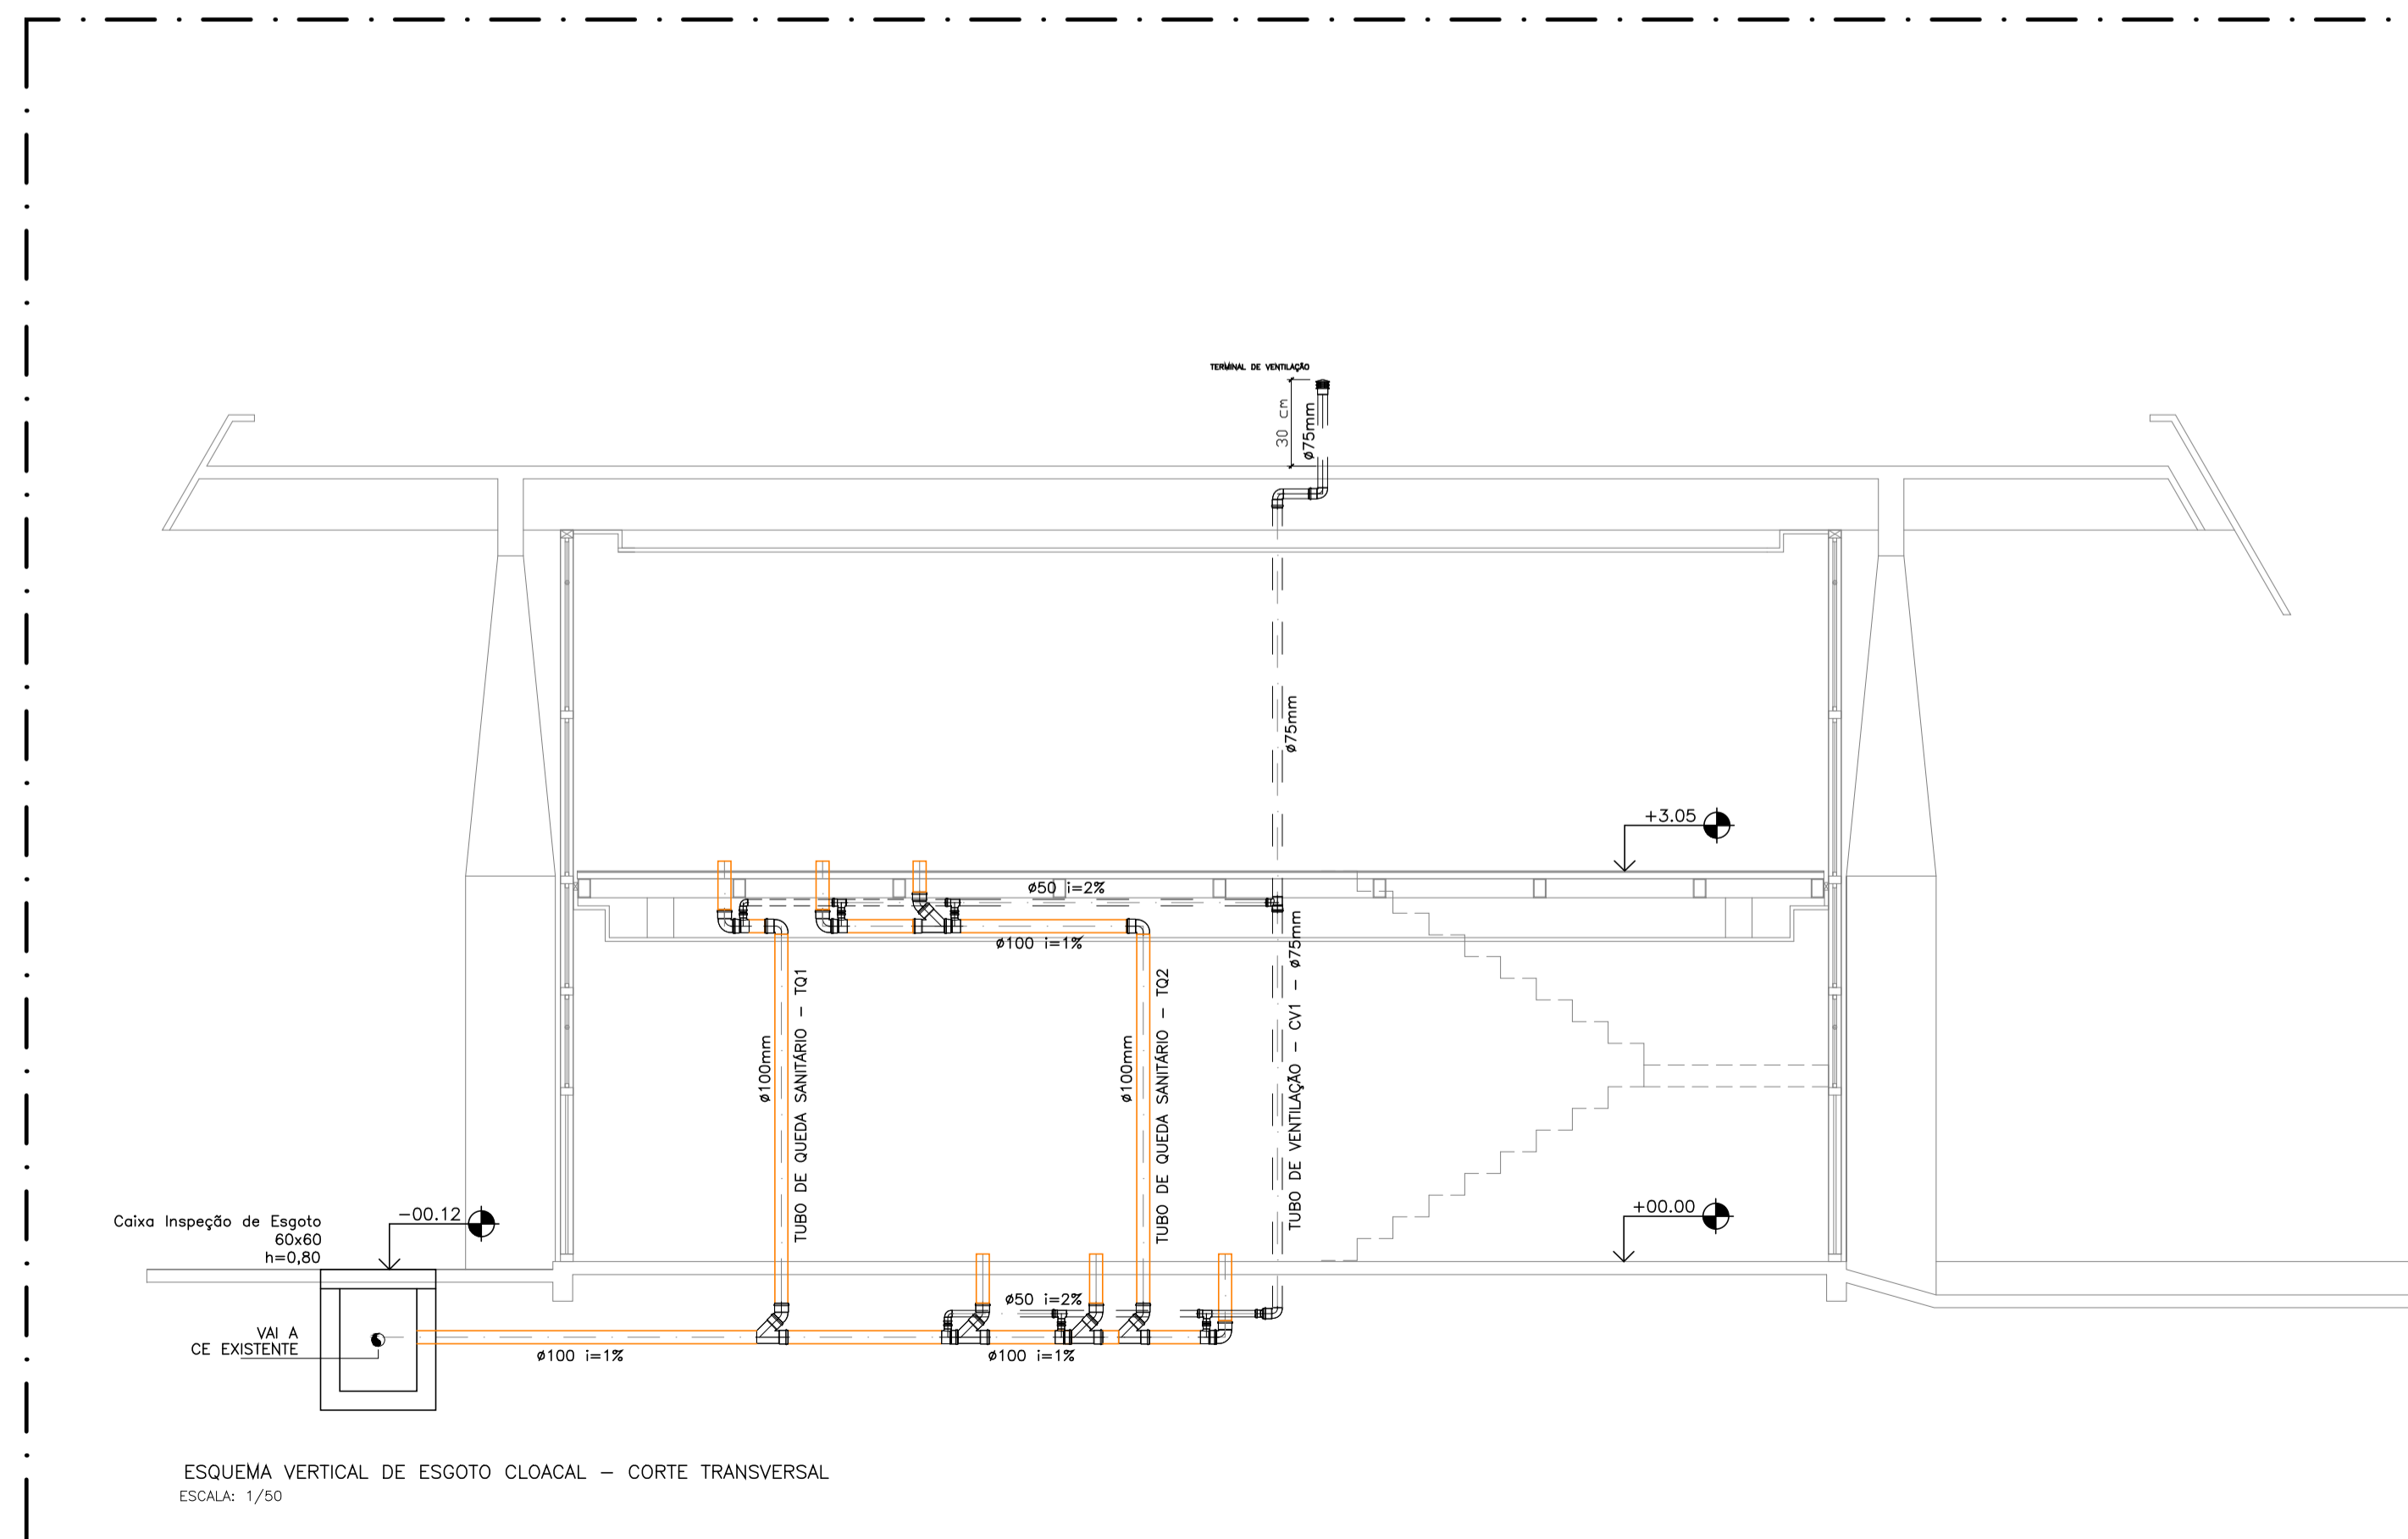 TERMINAL DE VENTILAÇÃO
30 cm
ø75mm
ø75mm
+3.05
ø50 i=2%
ø100 i=1%
ø100mm
TUBO DE QUEDA SANITÁRIO - TQ1
ø100mm
TUBO DE QUEDA SANITÁRIO - TQ2
TUBO DE VENTILAÇÃO - CV1 - ø75mm
+00.00
-00.12
Caixa Inspeção de Esgoto
60x60
h=0,80
VAI A
CE EXISTENTE
ø50 i=2%
ø100 i=1%
ø100 i=1%
ESQUEMA VERTICAL DE ESGOTO CLOACAL - CORTE TRANSVERSAL
ESCALA: 1/50